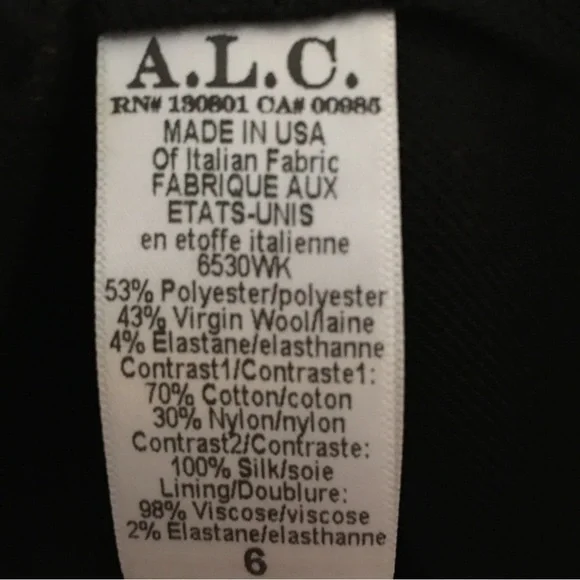 A.L.C.
RN# 130801 CA# 00985
MADE IN USA
Of Italian Fabric
FABRIQUE AUX
ETATS-UNIS
en etoffe italienne
6530WK
53% Polyester/polyester
43% Virgin Wool/laine
4% Elastane/elasthanne
Contrast1/Contraste1:
70% Cotton/coton
30% Nylon/nylon
Contrast2/Contraste:
100% Silk/soie
Lining/Doublure:
98% Viscose/viscose
2% Elastane/elasthanne
6